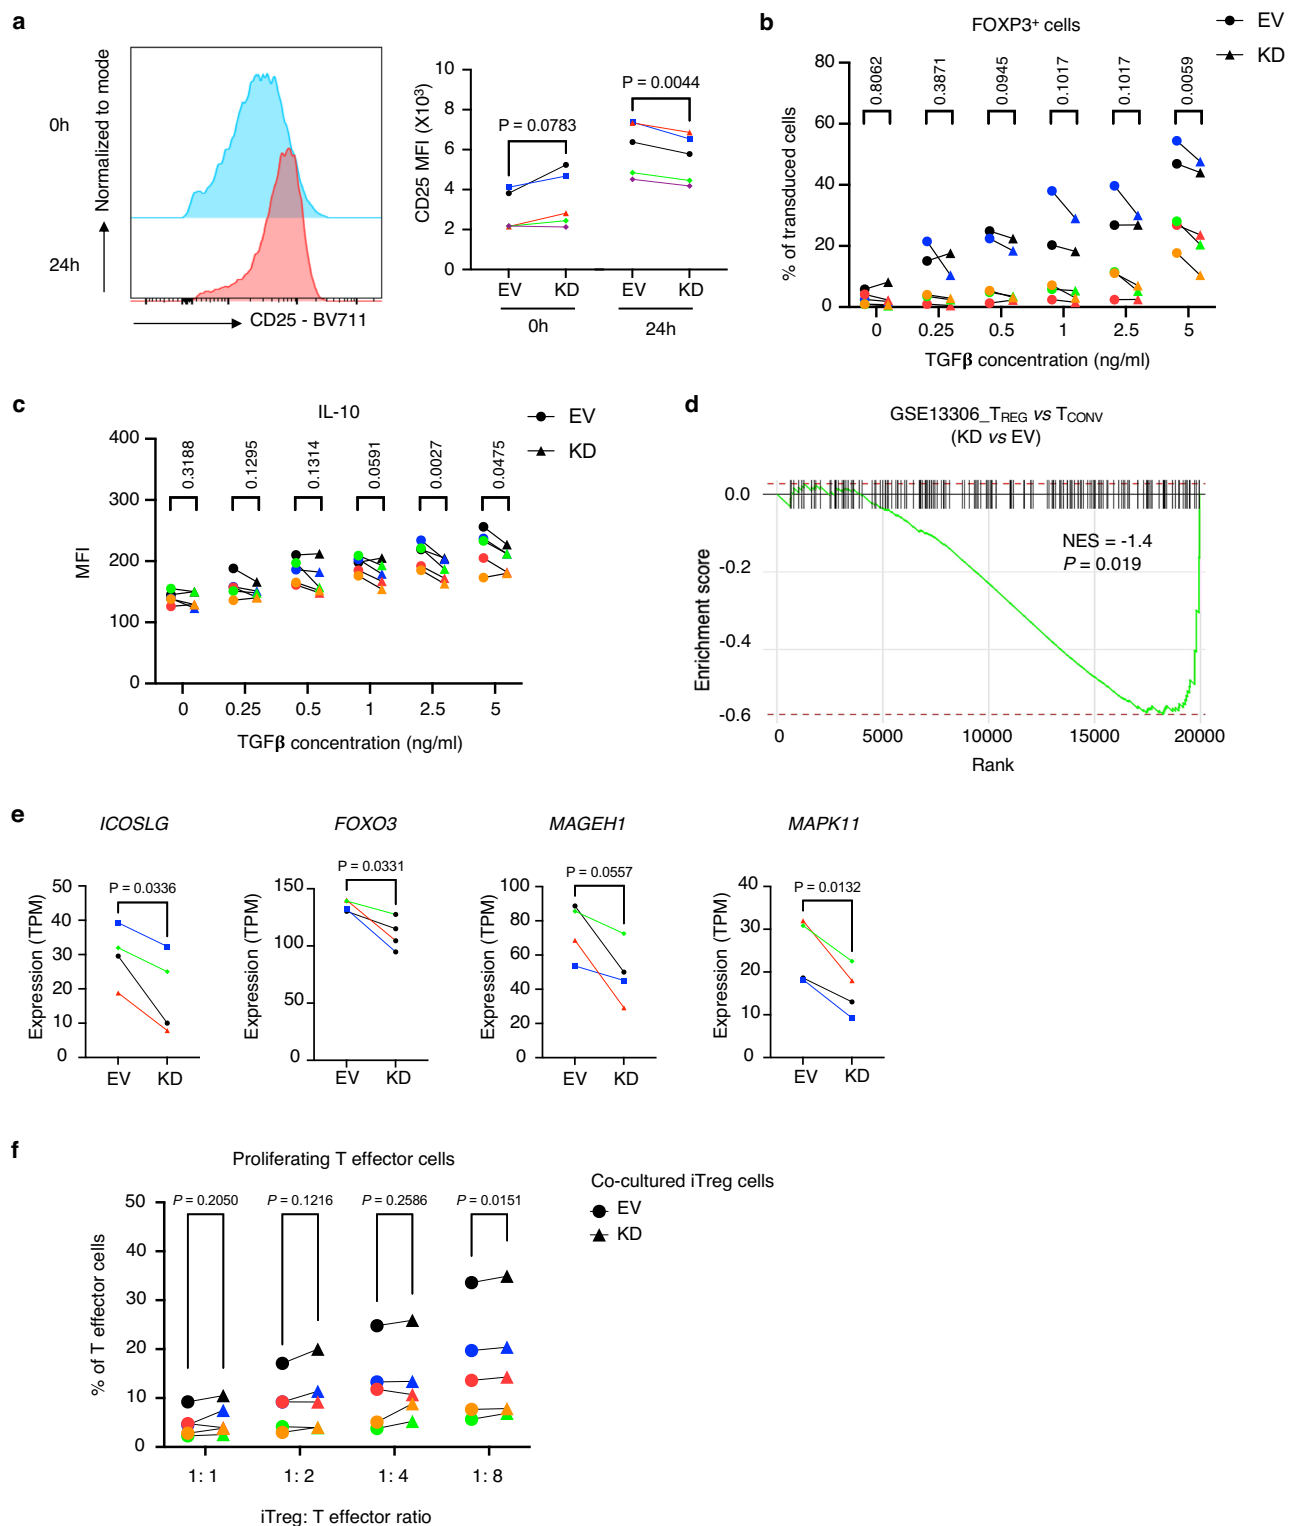 a
0h
24h
Normalized to mode
CD25 - BV711
CD25 MFI (X10³)
10
8
6
4
2
0
P = 0.0783
P = 0.0044
EV KD EV KD
0h 24h
b
FOXP3⁺ cells
EV
KD
% of transduced cells
80
60
40
20
0
0.8062 0.3871 0.0945 0.1017 0.1017 0.0059
0 0.25 0.5 1 2.5 5
TGFβ concentration (ng/ml)
c
IL-10
EV
KD
MFI
400
300
200
100
0
0.3188 0.1295 0.1314 0.0591 0.0027 0.0475
0 0.25 0.5 1 2.5 5
TGFβ concentration (ng/ml)
d
GSE13306_TREG vs TCONV
(KD vs EV)
Enrichment score
0.0
-0.2
-0.4
-0.6
NES = -1.4
P = 0.019
0 5000 10000 15000 20000
Rank
e
ICOSLG
Expression (TPM)
50
40
30
20
10
0
P = 0.0336
EV KD
FOXO3
Expression (TPM)
150
100
50
0
P = 0.0331
EV KD
MAGEH1
Expression (TPM)
100
80
60
40
20
0
P = 0.0557
EV KD
MAPK11
Expression (TPM)
40
30
20
10
0
P = 0.0132
EV KD
f
Proliferating T effector cells
Co-cultured iTreg cells
EV
KD
% of T effector cells
50
40
30
20
10
0
P = 0.2050 P = 0.1216 P = 0.2586 P = 0.0151
1: 1 1: 2 1: 4 1: 8
iTreg: T effector ratio